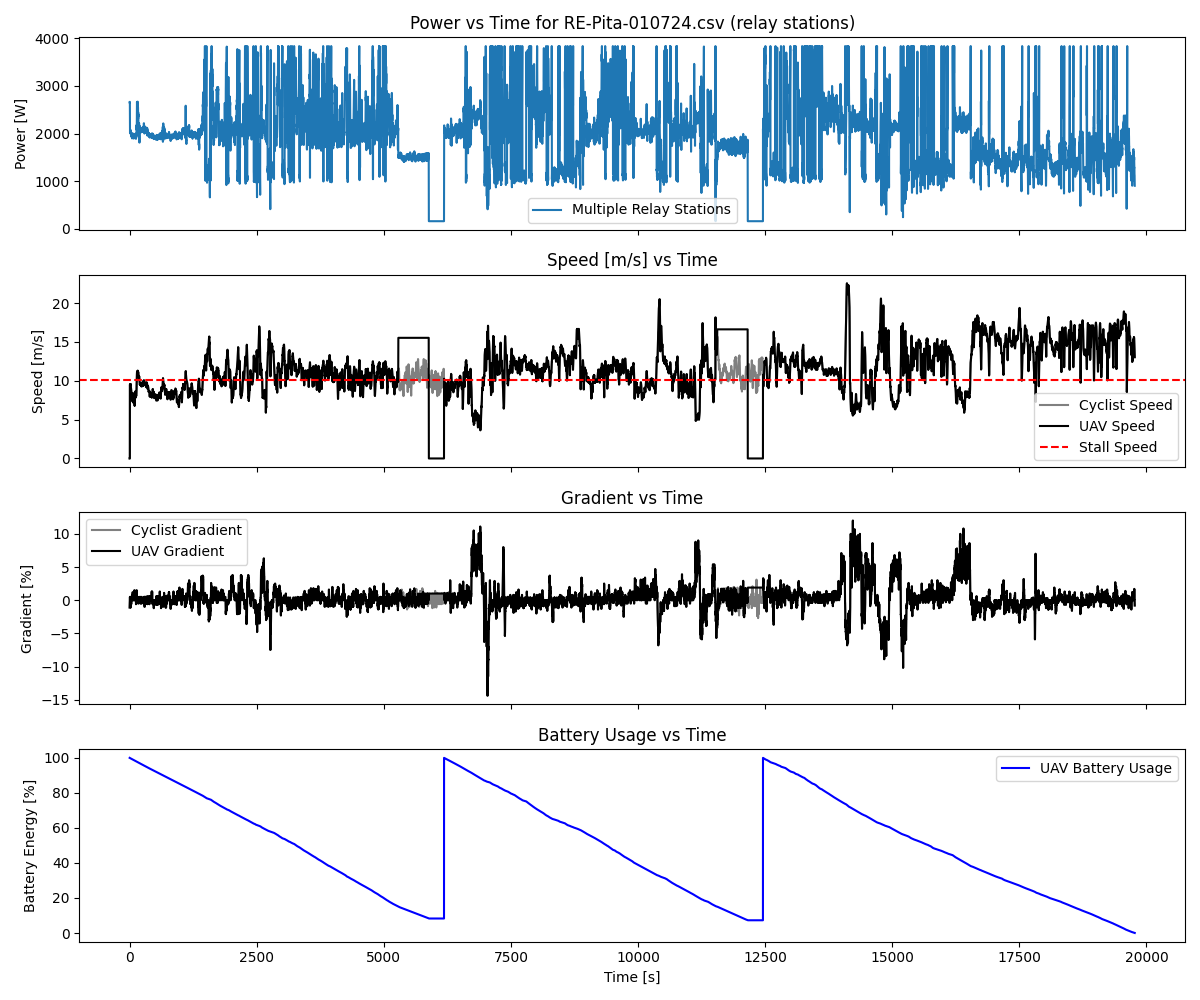 Power vs Time for RE-Pita-010724.csv (relay stations)
Power [W]
4000
3000
2000
1000
0
Multiple Relay Stations
Speed [m/s] vs Time
Speed [m/s]
20
15
10
5
0
Cyclist Speed
UAV Speed
Stall Speed
Gradient vs Time
Gradient [%]
10
5
0
−5
−10
−15
Cyclist Gradient
UAV Gradient
Battery Usage vs Time
Battery Energy [%]
100
80
60
40
20
0
UAV Battery Usage
0 2500 5000 7500 10000 12500 15000 17500 20000
Time [s]